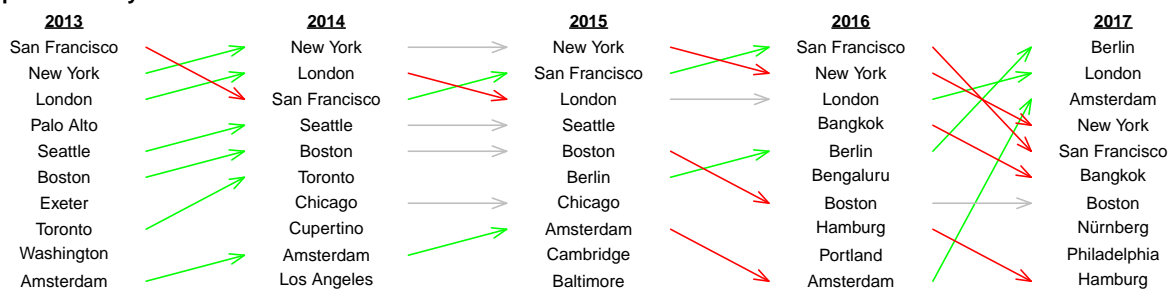 2013 2014 2015 2016 2017
San Francisco New York New York San Francisco Berlin
New York London San Francisco New York London
London San Francisco London London Amsterdam
Palo Alto Seattle Seattle Bangkok New York
Seattle Boston Boston Berlin San Francisco
Boston Toronto Berlin Bengaluru Bangkok
Exeter Chicago Chicago Boston Boston
Toronto Cupertino Amsterdam Hamburg Nürnberg
Washington Amsterdam Cambridge Portland Philadelphia
Amsterdam Los Angeles Baltimore Amsterdam Hamburg